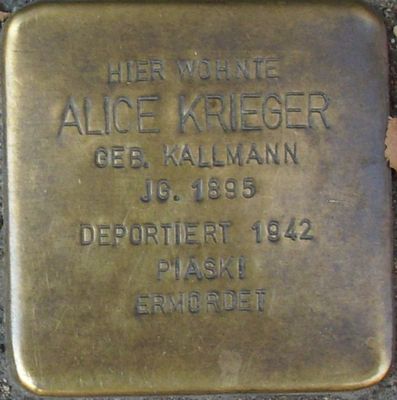 HIER WOHNTE
ALICE KRIEGER
GEB. KALLMANN
JG. 1895
DEPORTIERT 1942
PIASKI
ERMORDET